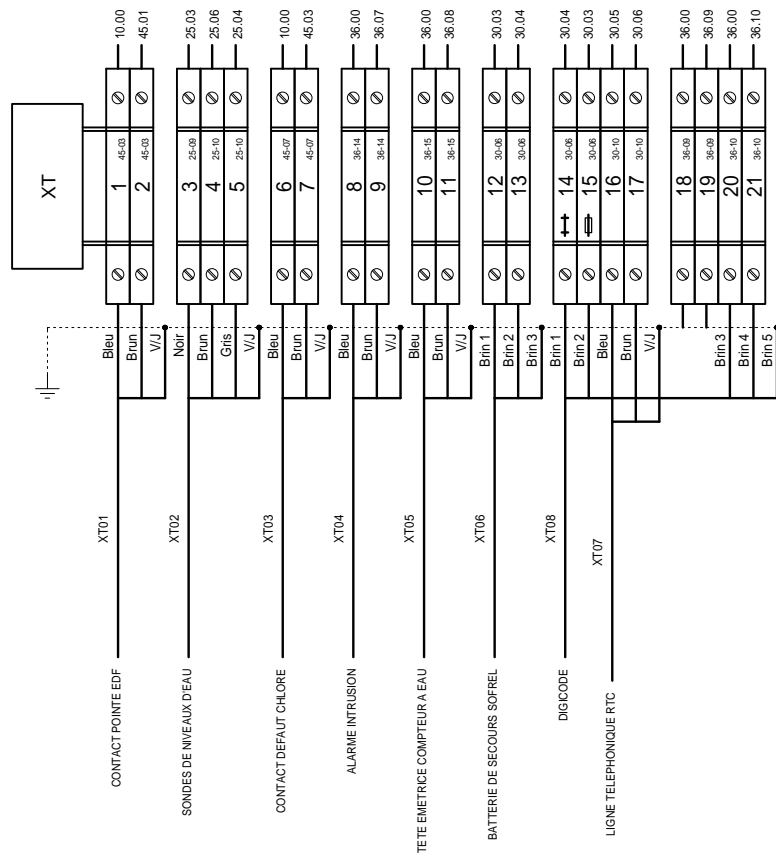 XT
10.00
45.01
25.03
25.06
25.04
10.00
45.03
36.00
36.07
36.00
36.08
30.03
30.04
30.04
30.03
30.05
30.06
36.00
36.09
36.00
36.10
1 45-03
2 45-03
3 25-09
4 25-10
5 25-10
6 45-07
7 45-07
8 36-14
9 36-14
10 36-15
11 36-15
12 30-06
13 30-06
14 30-06
15 30-06
16 30-10
17 30-10
18 36-09
19 36-09
20 36-10
21 36-10
Bleu
Brun
V/J
Noir
Brun
Gris
V/J
Bleu
Brun
V/J
Bleu
Brun
V/J
Bleu
Brun
V/J
Brin 1
Brin 2
Brin 3
Brin 1
Brin 2
Bleu
Brun
V/J
Brin 3
Brin 4
Brin 5
XT01
XT02
XT03
XT04
XT05
XT06
XT08
XT07
CONTACT POINTE EDF
SONDES DE NIVEAUX D'EAU
CONTACT DEFAUT CHLORE
ALARME INTRUSION
TETE EMETRICE COMPTEUR A EAU
BATTERIE DE SECOURS SOFREL
DIGICODE
LIGNE TELEPHONIQUE RTC